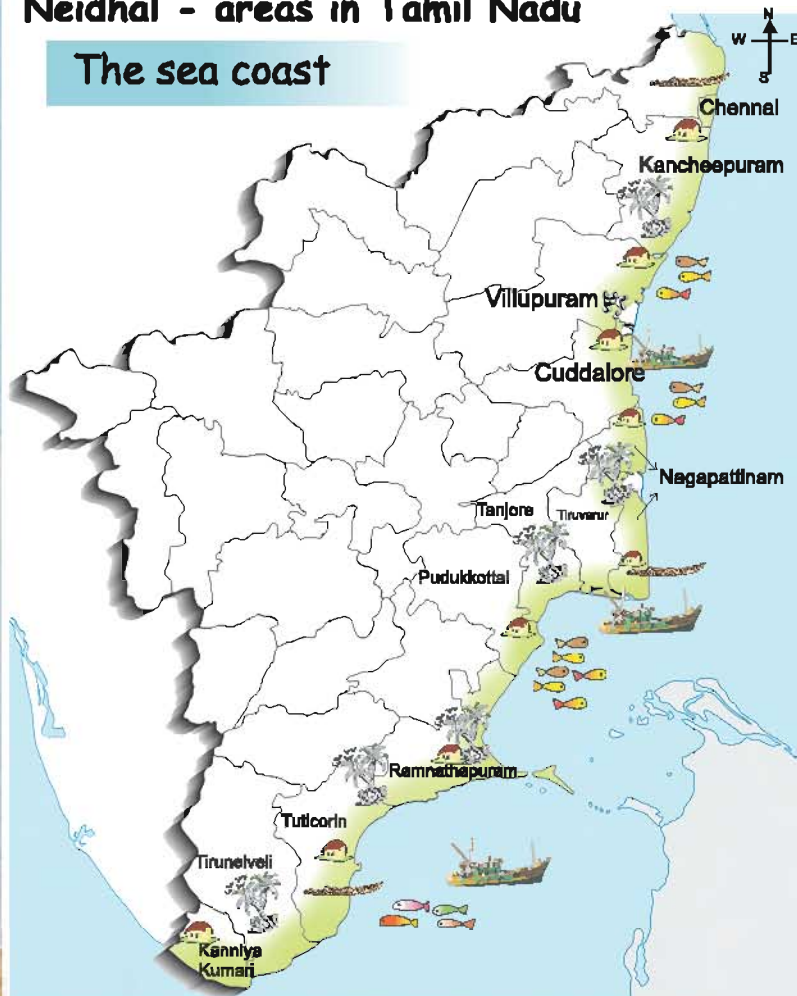 Neidhal - areas in Tamil Nadu
The sea coast
N
W E
S
Chennai
Kancheepuram
Villupuram
Cuddalore
Nagapattinam
Tanjore
Tiruvarur
Pudukkottai
Ramnathapuram
Tuticorin
Tirunelveli
Kanniya
Kumari